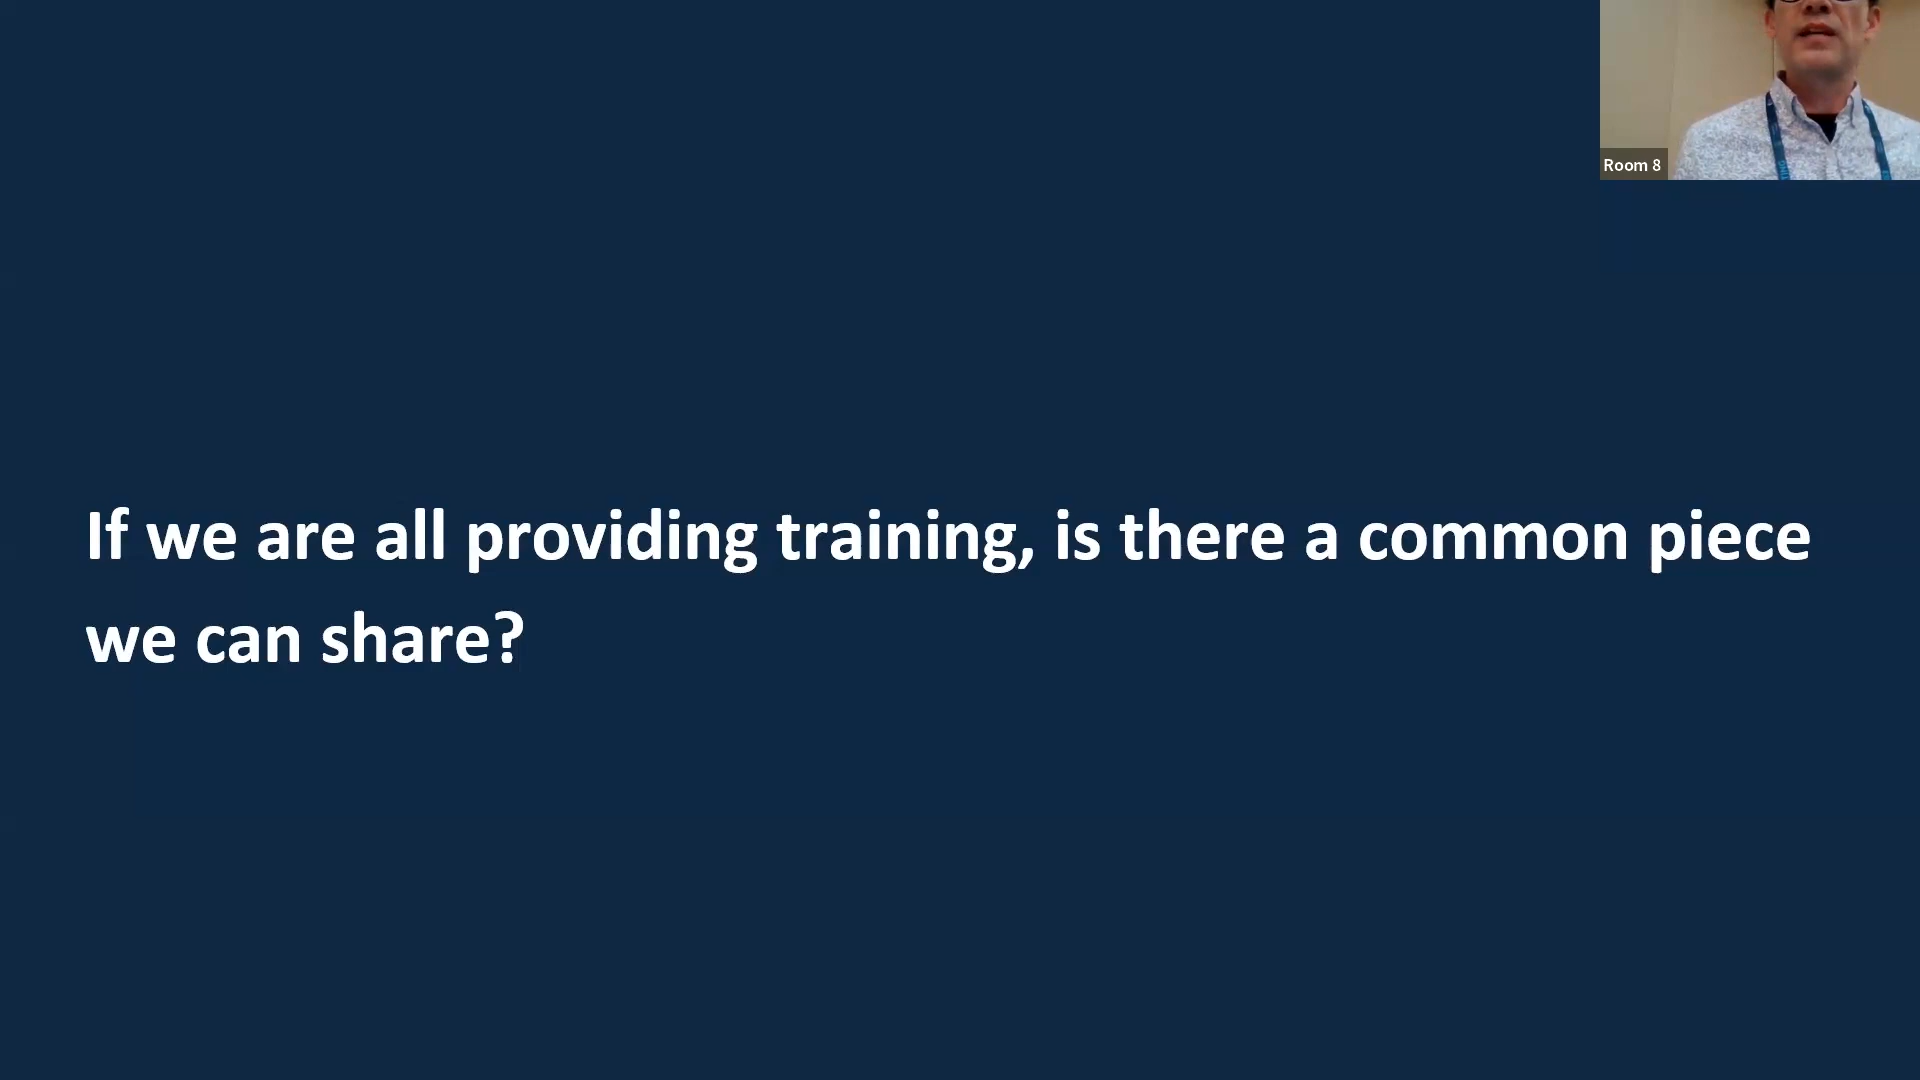 Room 8
If we are all providing training, is there a common piece
we can share?